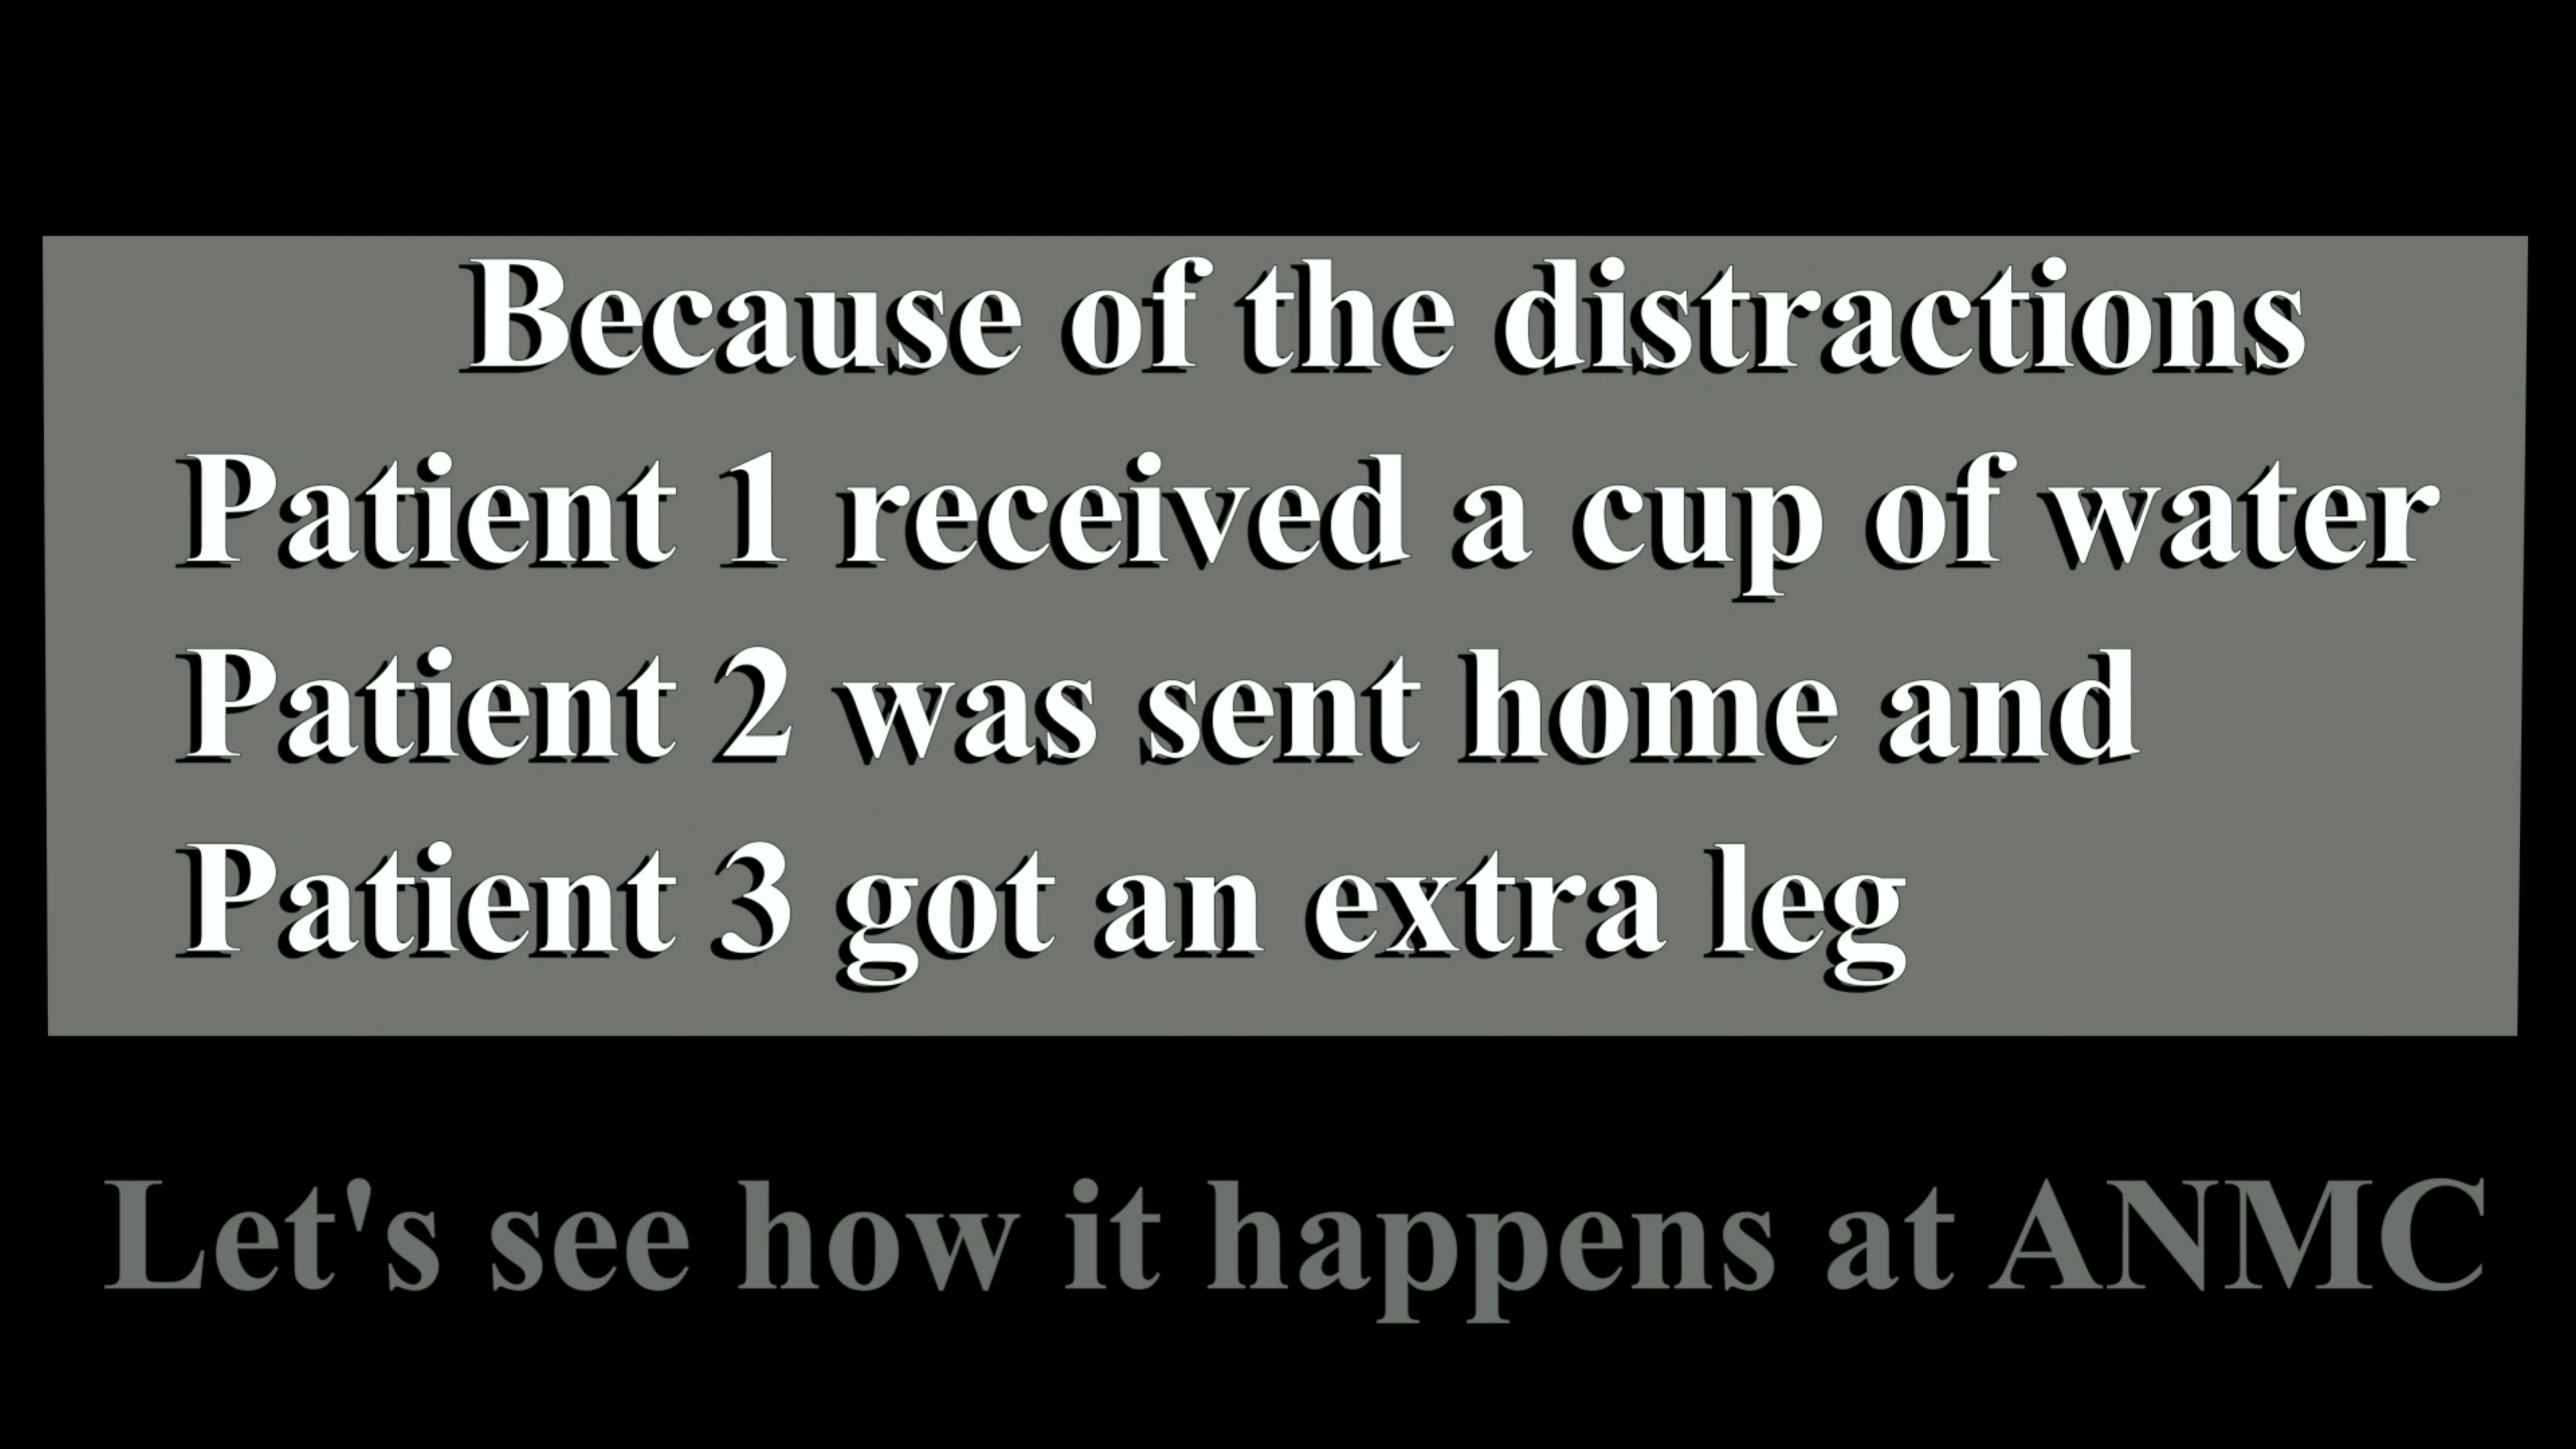 Because of the distractions
Patient 1 received a cup of water
Patient 2 was sent home and
Patient 3 got an extra leg
Let's see how it happens at ANMC